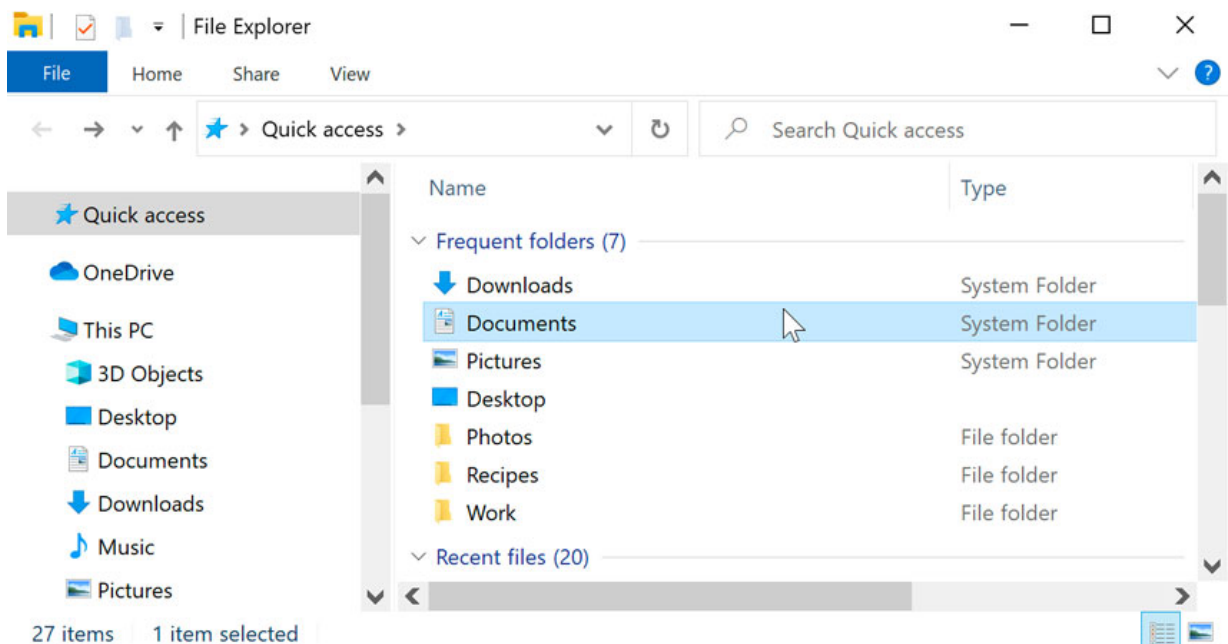 File Explorer
File Home Share View
Quick access
Search Quick access
Quick access
OneDrive
This PC
3D Objects
Desktop
Documents
Downloads
Music
Pictures
Name Type
Frequent folders (7)
Downloads System Folder
Documents System Folder
Pictures System Folder
Desktop
Photos File folder
Recipes File folder
Work File folder
Recent files (20)
27 items 1 item selected